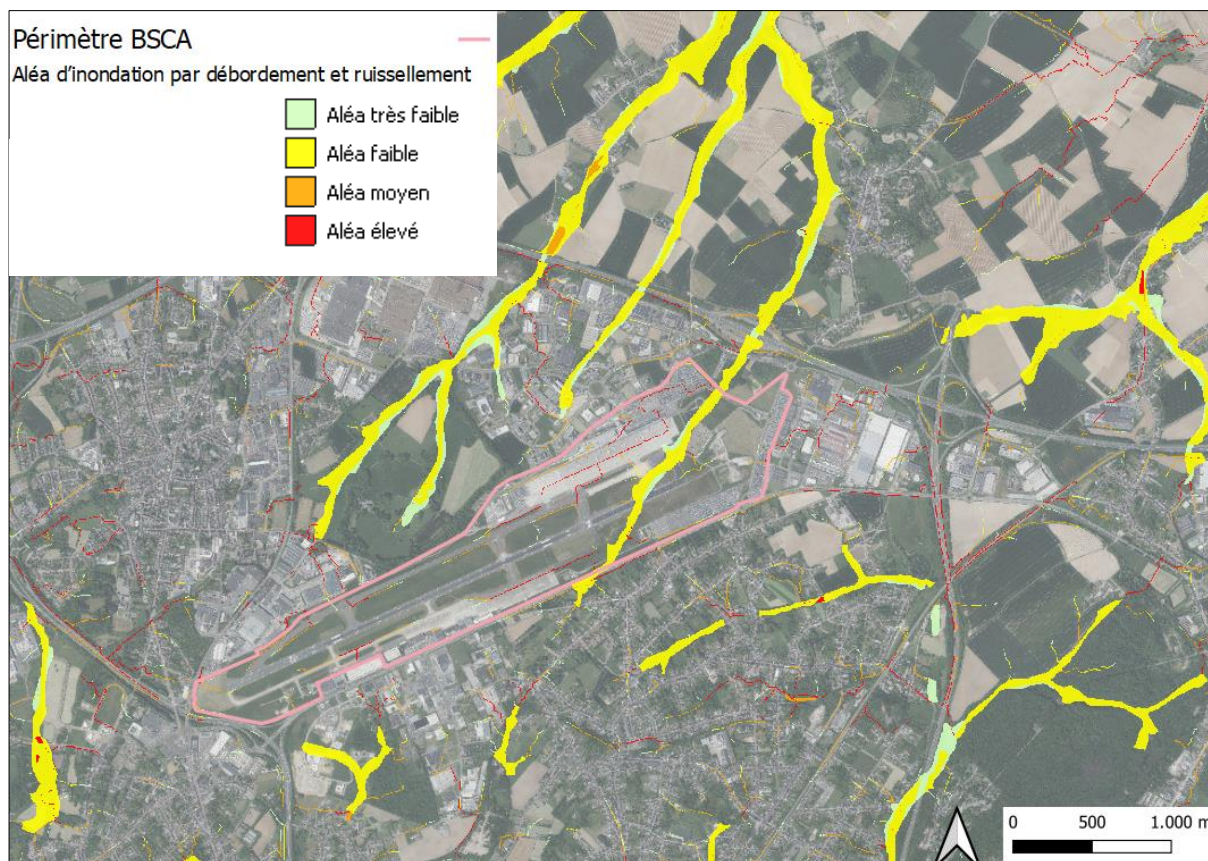 Périmètre BSCA
Aléa d'inondation par débordement et ruissellement
Aléa très faible
Aléa faible
Aléa moyen
Aléa élevé
0 500 1.000 m